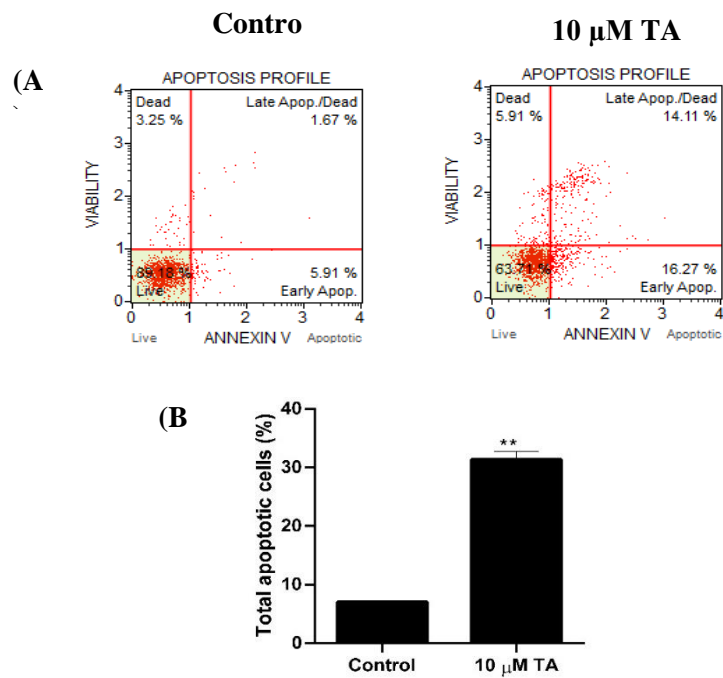 Contro
10 μM TA
(A
`
APOPTOSIS PROFILE
Dead
3.25 %
Late Apop./Dead
1.67 %
89.18 %
Live
5.91 %
Early Apop.
VIABILITY
4
3
2
1
0
0 1 2 3 4
Live ANNEXIN V Apoptotic
APOPTOSIS PROFILE
Dead
5.91 %
Late Apop./Dead
14.11 %
63.71 %
Live
16.27 %
Early Apop.
VIABILITY
4
3
2
1
0
0 1 2 3 4
Live ANNEXIN V Apoptotic
(B
Total apoptotic cells (%)
40
30
20
10
0
**
Control 10 μM TA